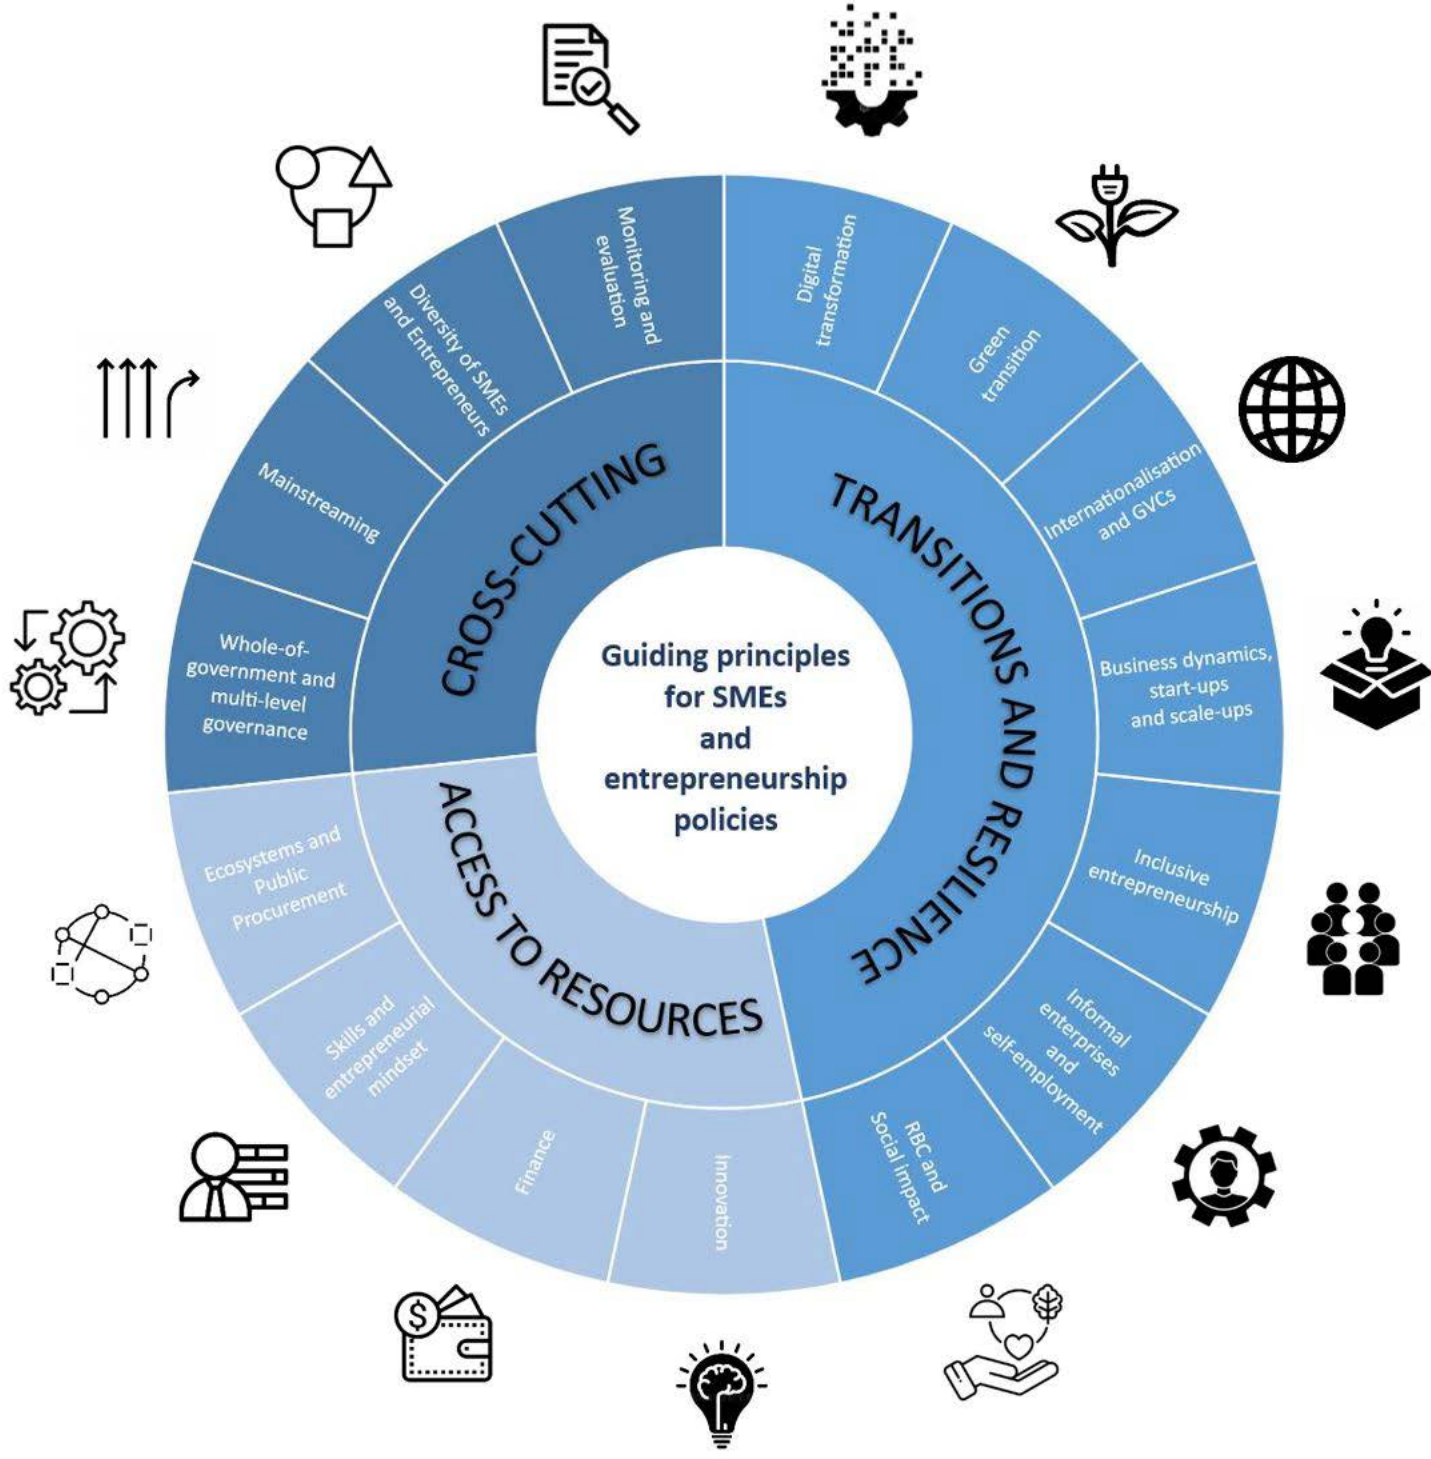 Guiding principles
for SMEs
and
entrepreneurship
policies
TRANSITIONS AND RESILIENCE
Digital
transformation
Green
transition
Internationalisation
and GVCs
Business dynamics,
start-ups
and scale-ups
Inclusive
entrepreneurship
Informal
enterprises
and
self-employment
RBC and
Social impact
ACCESS TO RESOURCES
Innovation
Finance
Skills and
entrepreneurial
mindset
Ecosystems and
Public
Procurement
CROSS-CUTTING
Whole-of-
government and
multi-level
governance
Mainstreaming
Diversity of SMEs
and Entrepreneurs
Monitoring and
evaluation
$